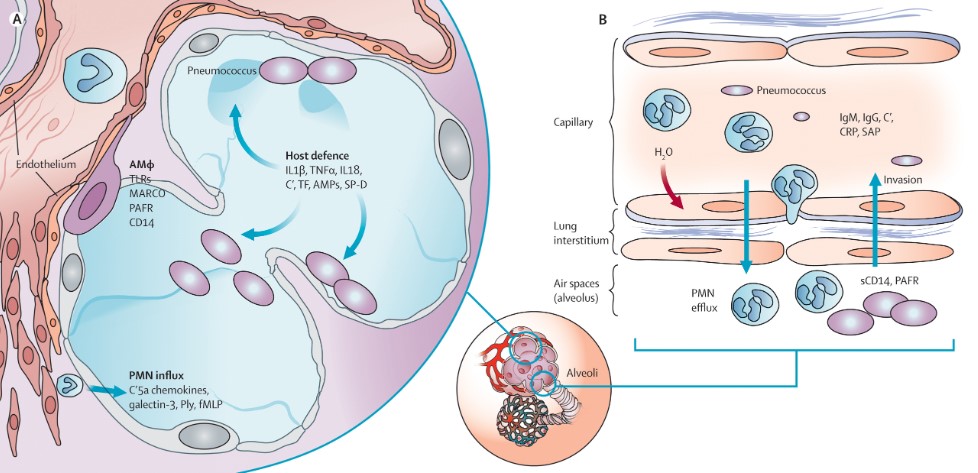 A
Pneumococcus
Endothelium
AMϕ
TLRs
MARCO
PAFR
CD14
Host defence
IL1β, TNFα, IL18,
C′, TF, AMPs, SP-D
PMN influx
C′5a chemokines,
galectin-3, Ply, fMLP
Alveoli
B
Capillary
Pneumococcus
IgM, IgG, C′,
CRP, SAP
H2O
Invasion
Lung
interstitium
Air spaces
(alveolus)
PMN
efflux
sCD14, PAFR